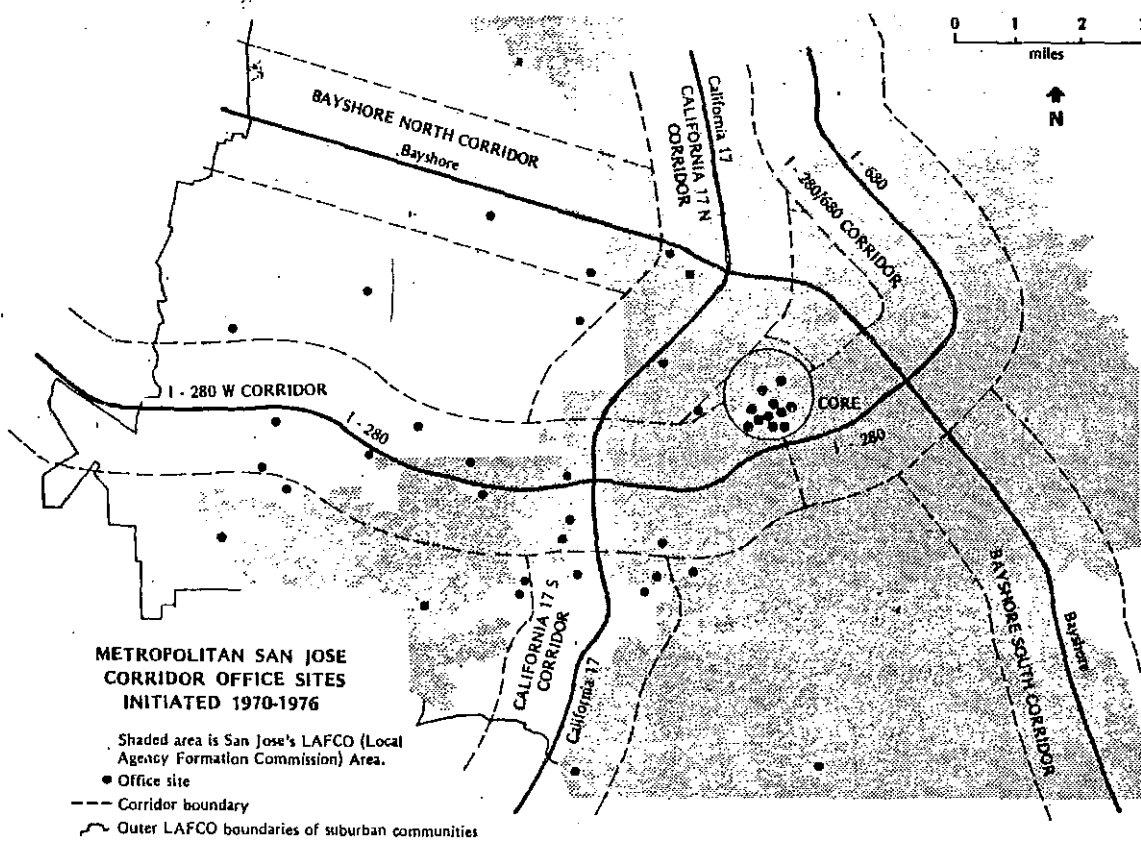 0 1 2
miles
N
BAYSHORE NORTH CORRIDOR
Bayshore
California 17
CALIFORNIA 17 N
CORRIDOR
I - 680
I - 280/680 CORRIDOR
I - 280 W CORRIDOR
I - 280
CORE
I - 280
BAYSHORE SOUTH CORRIDOR
Bayshore
CALIFORNIA 17 S
CORRIDOR
California 17
METROPOLITAN SAN JOSE
CORRIDOR OFFICE SITES
INITIATED 1970-1976
Shaded area is San Jose's LAFCO (Local
Agency Formation Commission) Area.
Office site
Corridor boundary
Outer LAFCO boundaries of suburban communities